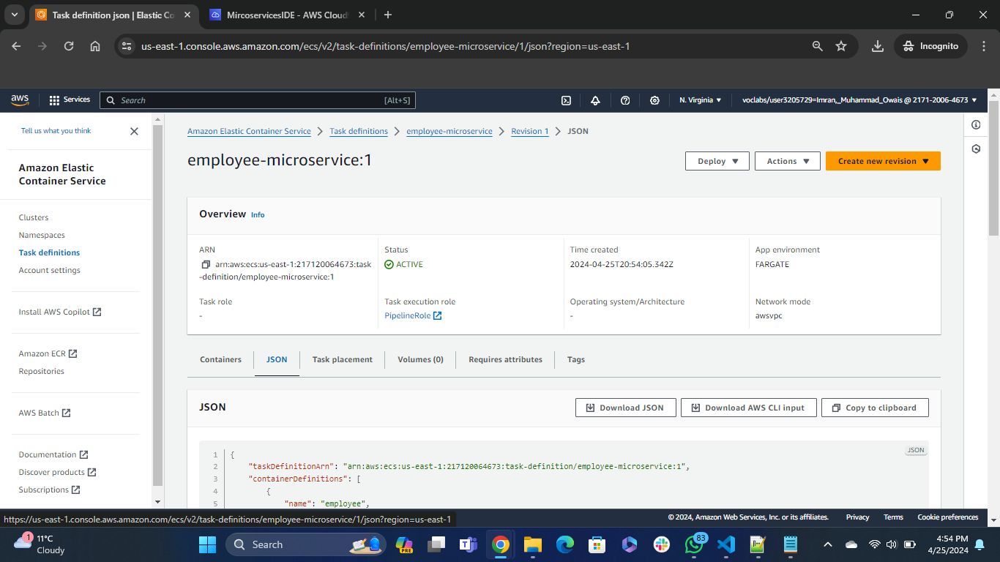 Task definition json | Elastic Co
MircoservicesIDE - AWS Cloud
us-east-1.console.aws.amazon.com/ecs/v2/task-definitions/employee-microservice/1/json?region=us-east-1
Incognito
aws
Services
Search
[Alt+S]
N. Virginia
voclabs/user3205729=Imran,_Muhammad_Owais @ 2171-2006-4673
Tell us what you think
Amazon Elastic
Container Service
Clusters
Namespaces
Task definitions
Account settings
Install AWS Copilot
Amazon ECR
Repositories
AWS Batch
Documentation
Discover products
Subscriptions
Amazon Elastic Container Service > Task definitions > employee-microservice > Revision 1 > JSON
employee-microservice:1
Deploy
Actions
Create new revision
Overview Info
ARN
arn:aws:ecs:us-east-1:217120064673:task
-definition/employee-microservice:1
Status
ACTIVE
Time created
2024-04-25T20:54:05.342Z
App environment
FARGATE
Task role
-
Task execution role
PipelineRole
Operating system/Architecture
-
Network mode
awsvpc
Containers
JSON
Task placement
Volumes (0)
Requires attributes
Tags
JSON
Download JSON
Download AWS CLI input
Copy to clipboard
JSON
1 {
2 "taskDefinitionArn": "arn:aws:ecs:us-east-1:217120064673:task-definition/employee-microservice:1",
3 "containerDefinitions": [
4 {
5 "name": "employee",
https://us-east-1.console.aws.amazon.com/ecs/v2/task-definitions/employee-microservice/1/json?region=us-east-1
© 2024, Amazon Web Services, Inc. or its affiliates.
Privacy
Terms
Cookie preferences
1
11°C
Cloudy
Search
PRE
83
4:54 PM
4/25/2024